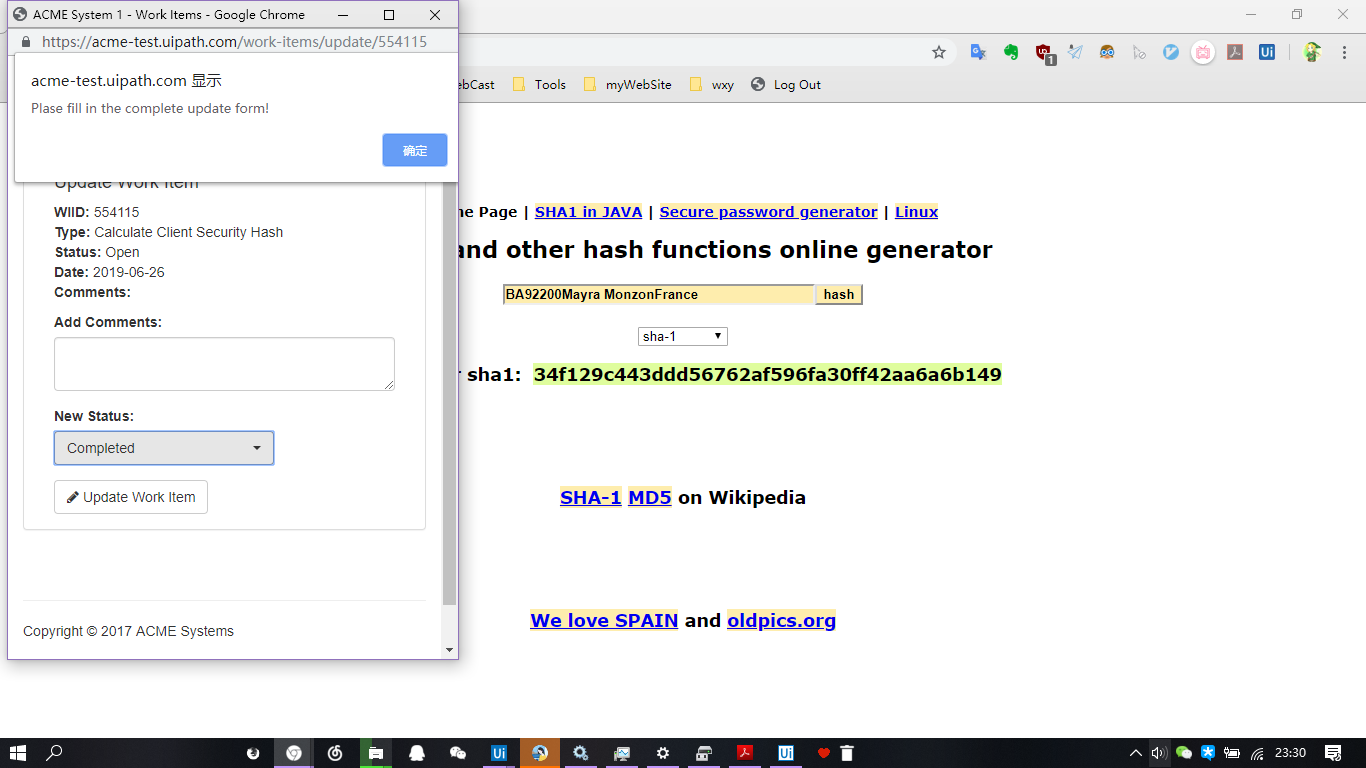 ACME System 1 - Work Items - Google Chrome
https://acme-test.uipath.com/work-items/update/554115
acme-test.uipath.com 显示
Plase fill in the complete update form!
确定
Update Work Item
WIID: 554115
Type: Calculate Client Security Hash
Status: Open
Date: 2019-06-26
Comments:
Add Comments:
New Status:
Completed
Update Work Item
Copyright © 2017 ACME Systems
1
Ui
ebCast
Tools
myWebSite
wxy
Log Out
me Page | SHA1 in JAVA | Secure password generator | Linux
and other hash functions online generator
BA92200Mayra MonzonFrance
hash
sha-1
r sha1: 34f129c443ddd56762af596fa30ff42aa6a6b149
SHA-1 MD5 on Wikipedia
We love SPAIN and oldpics.org
Ui
Ui
23:30